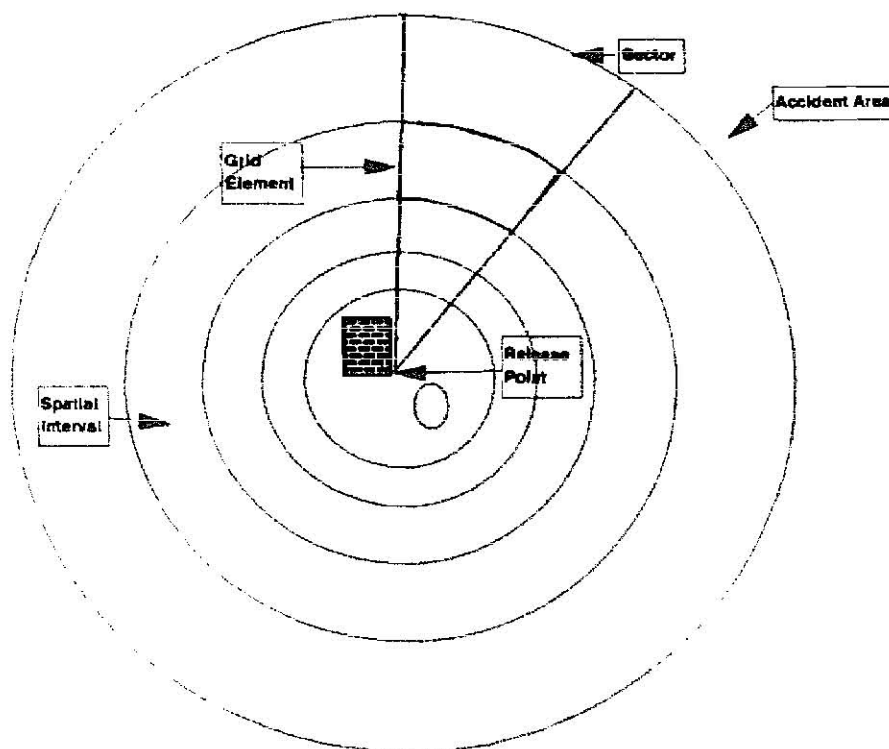 Sector
Accident Area
Grid
Element
Release
Point
Spatial
Interval